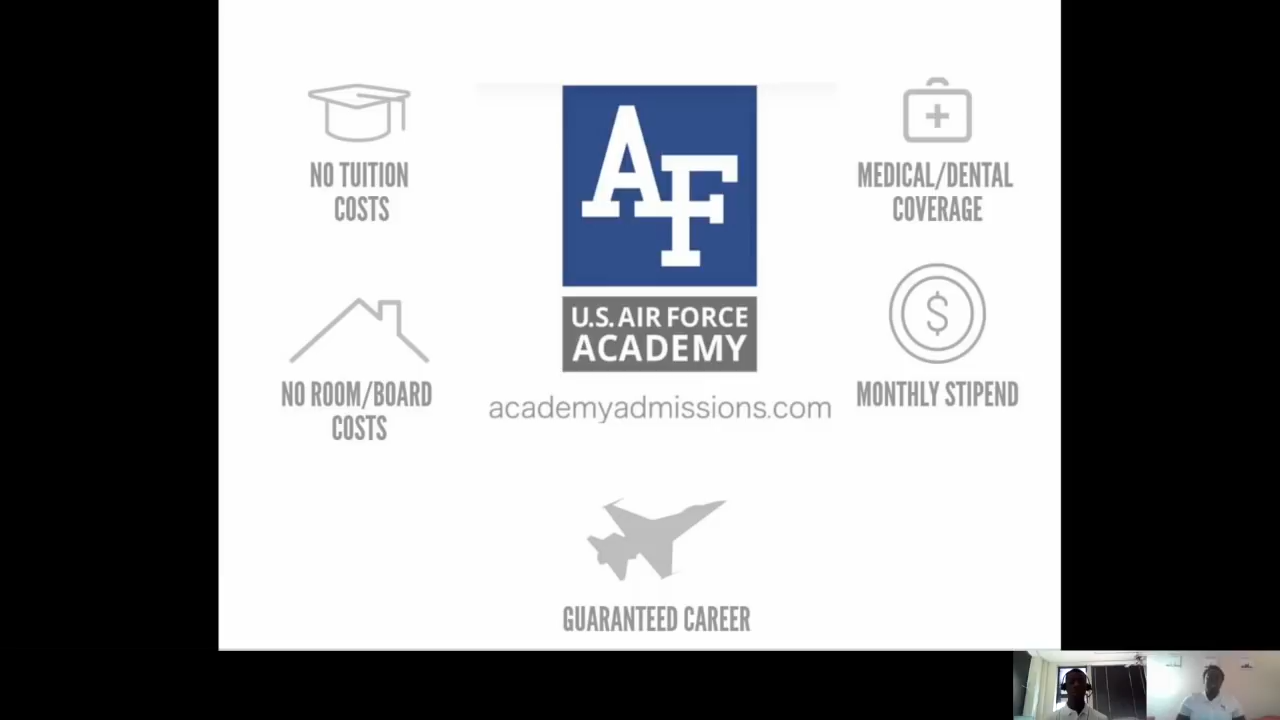 NO TUITION
COSTS
AF
U.S. AIR FORCE
ACADEMY
academyadmissions.com
MEDICAL/DENTAL
COVERAGE
NO ROOM/BOARD
COSTS
$
MONTHLY STIPEND
GUARANTEED CAREER